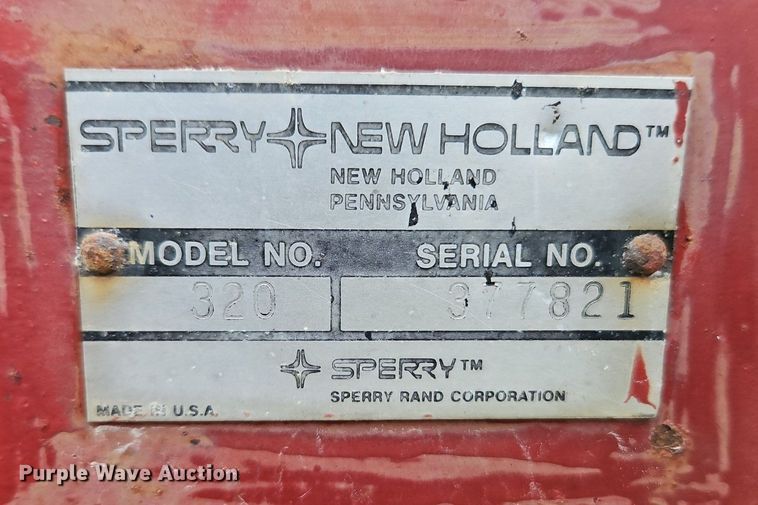 SPERRY NEW HOLLAND™
NEW HOLLAND
PENNSYLVANIA
MODEL NO. SERIAL NO.
320 377821
SPERRY™
SPERRY RAND CORPORATION
MADE IN U.S.A.
Purple Wave Auction